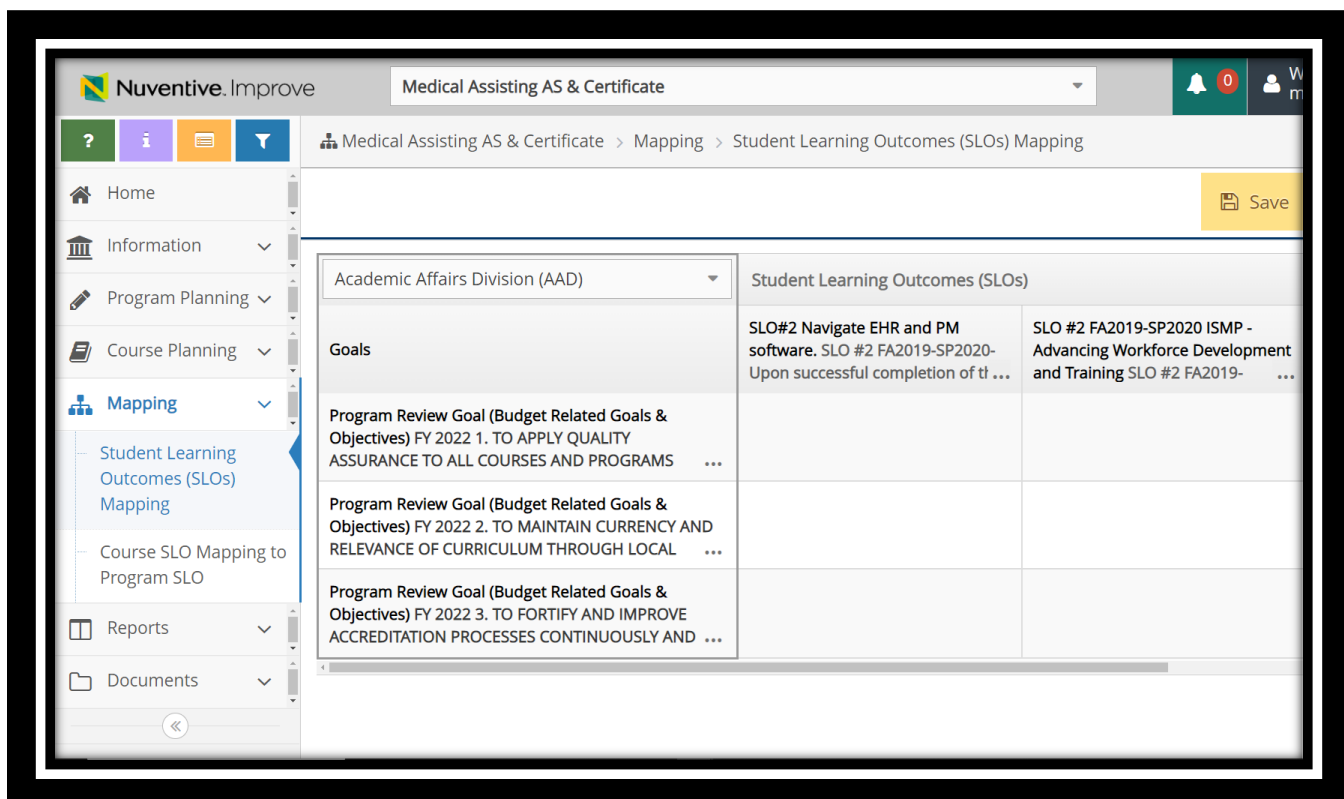 Nuventive. Improve
Medical Assisting AS & Certificate
0
W
m
? i
Medical Assisting AS & Certificate > Mapping > Student Learning Outcomes (SLOs) Mapping
Home
Save
Information
Program Planning
Course Planning
Mapping
Student Learning
Outcomes (SLOs)
Mapping
Course SLO Mapping to
Program SLO
Reports
Documents
Academic Affairs Division (AAD)
Student Learning Outcomes (SLOs)
Goals
SLO#2 Navigate EHR and PM
software. SLO #2 FA2019-SP2020-
Upon successful completion of th ...
SLO #2 FA2019-SP2020 ISMP -
Advancing Workforce Development
and Training SLO #2 FA2019- ...
Program Review Goal (Budget Related Goals &
Objectives) FY 2022 1. TO APPLY QUALITY
ASSURANCE TO ALL COURSES AND PROGRAMS ...
Program Review Goal (Budget Related Goals &
Objectives) FY 2022 2. TO MAINTAIN CURRENCY AND
RELEVANCE OF CURRICULUM THROUGH LOCAL ...
Program Review Goal (Budget Related Goals &
Objectives) FY 2022 3. TO FORTIFY AND IMPROVE
ACCREDITATION PROCESSES CONTINUOUSLY AND ...